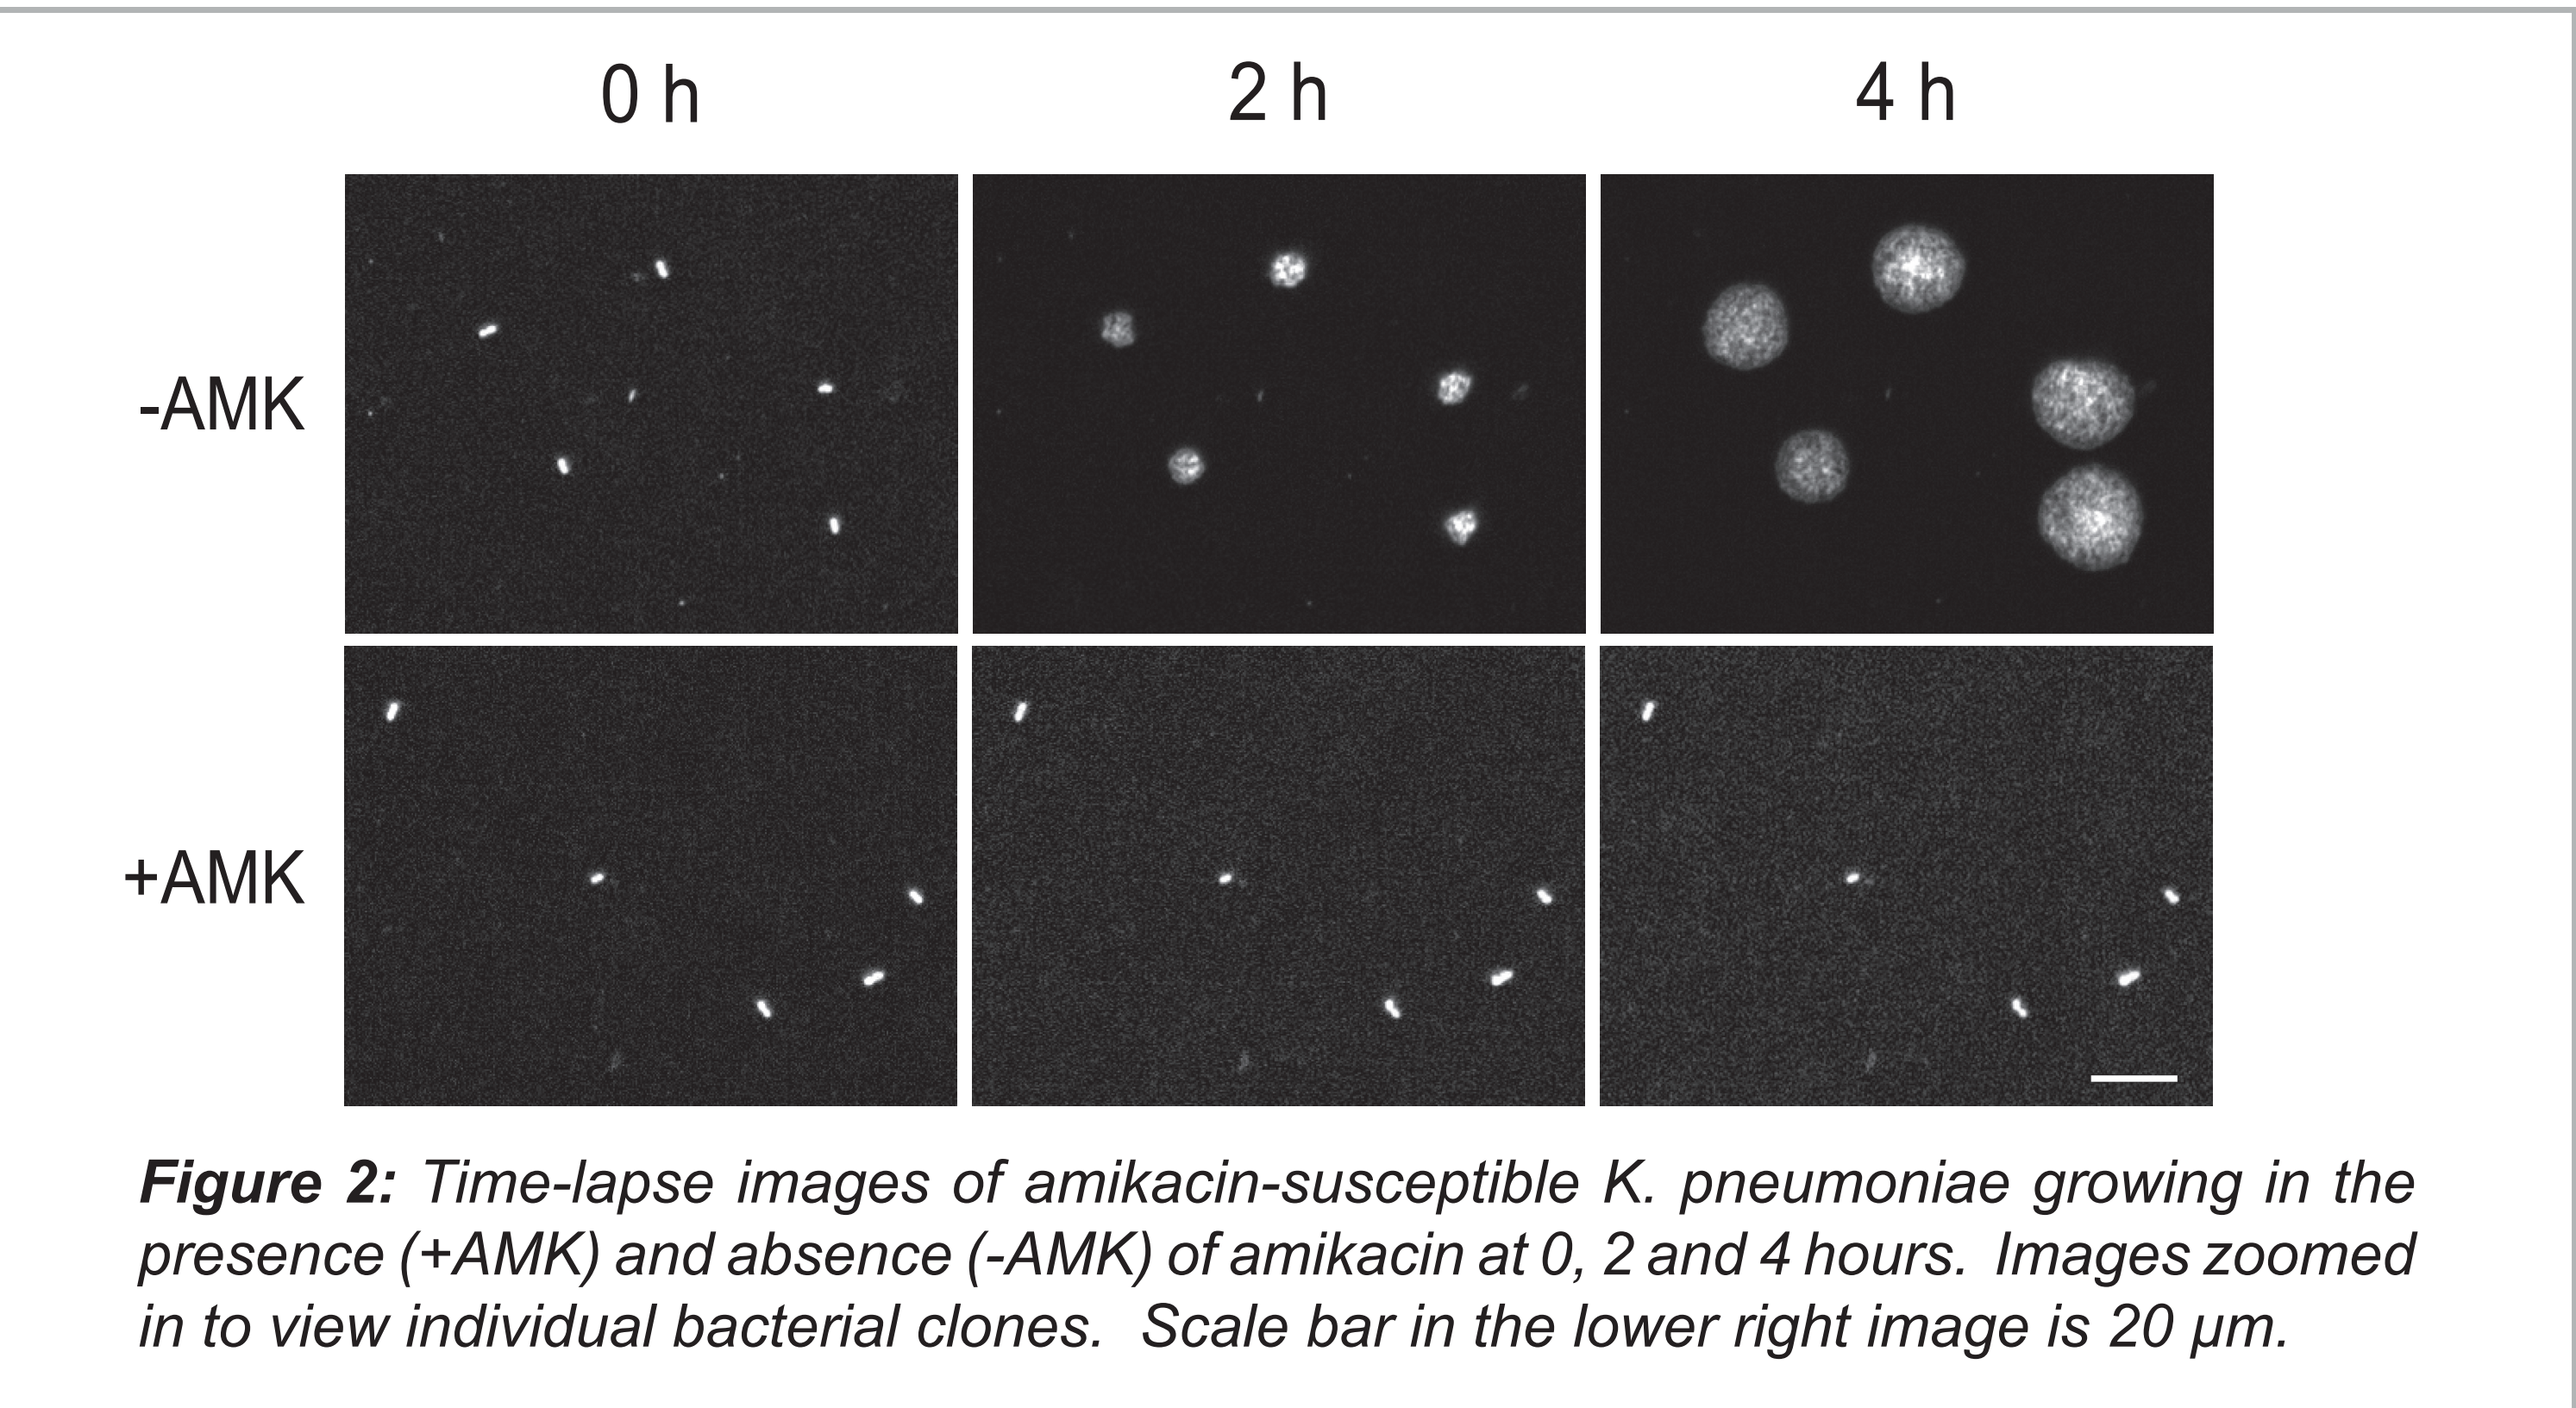 0 h 2 h 4 h
-AMK
+AMK
Figure 2: Time-lapse images of amikacin-susceptible K. pneumoniae growing in the
presence (+AMK) and absence (-AMK) of amikacin at 0, 2 and 4 hours. Images zoomed
in to view individual bacterial clones. Scale bar in the lower right image is 20 μm.